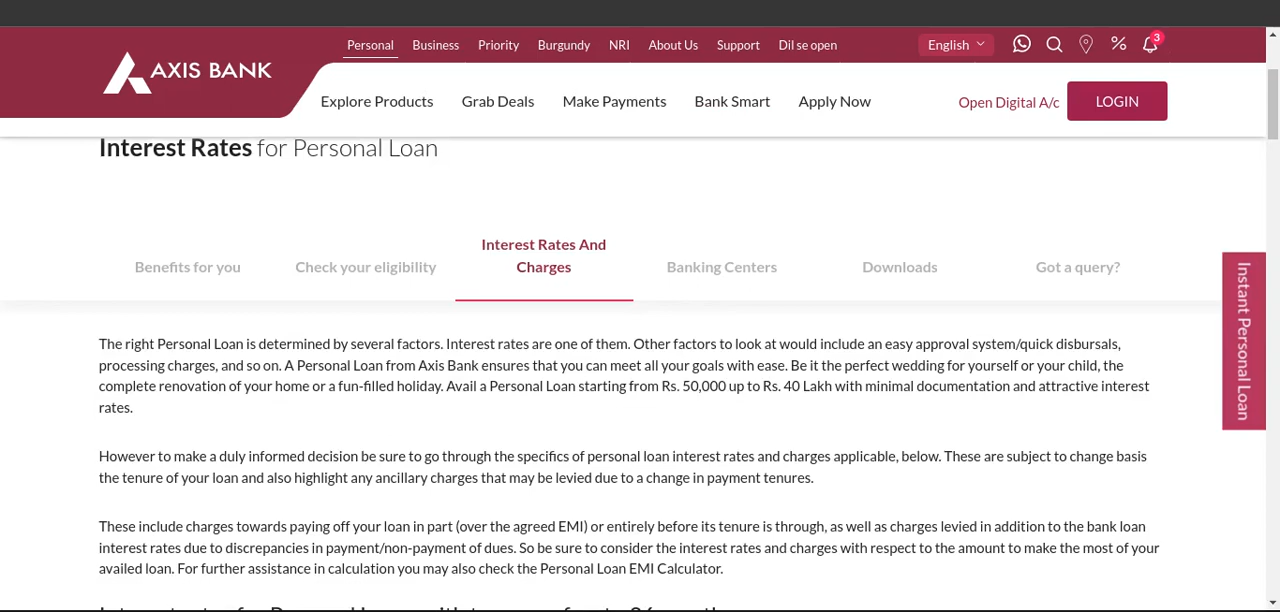 Personal Business Priority Burgundy NRI About Us Support Dil se open English 3
AXIS BANK
Explore Products Grab Deals Make Payments Bank Smart Apply Now Open Digital A/c LOGIN
Interest Rates for Personal Loan
Benefits for you
Check your eligibility
Interest Rates And
Charges
Banking Centers
Downloads
Got a query?
Instant Personal Loan
The right Personal Loan is determined by several factors. Interest rates are one of them. Other factors to look at would include an easy approval system/quick disbursals,
processing charges, and so on. A Personal Loan from Axis Bank ensures that you can meet all your goals with ease. Be it the perfect wedding for yourself or your child, the
complete renovation of your home or a fun-filled holiday. Avail a Personal Loan starting from Rs. 50,000 up to Rs. 40 Lakh with minimal documentation and attractive interest
rates.
However to make a duly informed decision be sure to go through the specifics of personal loan interest rates and charges applicable, below. These are subject to change basis
the tenure of your loan and also highlight any ancillary charges that may be levied due to a change in payment tenures.
These include charges towards paying off your loan in part (over the agreed EMI) or entirely before its tenure is through, as well as charges levied in addition to the bank loan
interest rates due to discrepancies in payment/non-payment of dues. So be sure to consider the interest rates and charges with respect to the amount to make the most of your
availed loan. For further assistance in calculation you may also check the Personal Loan EMI Calculator.